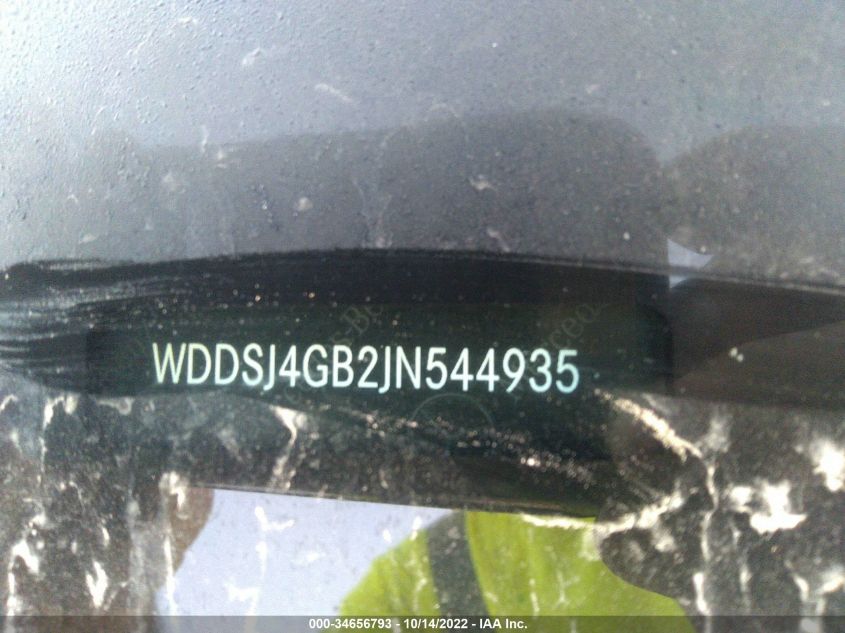 WDDSJ4GB2JN544935
000-34656793 - 10/14/2022 - IAA Inc.